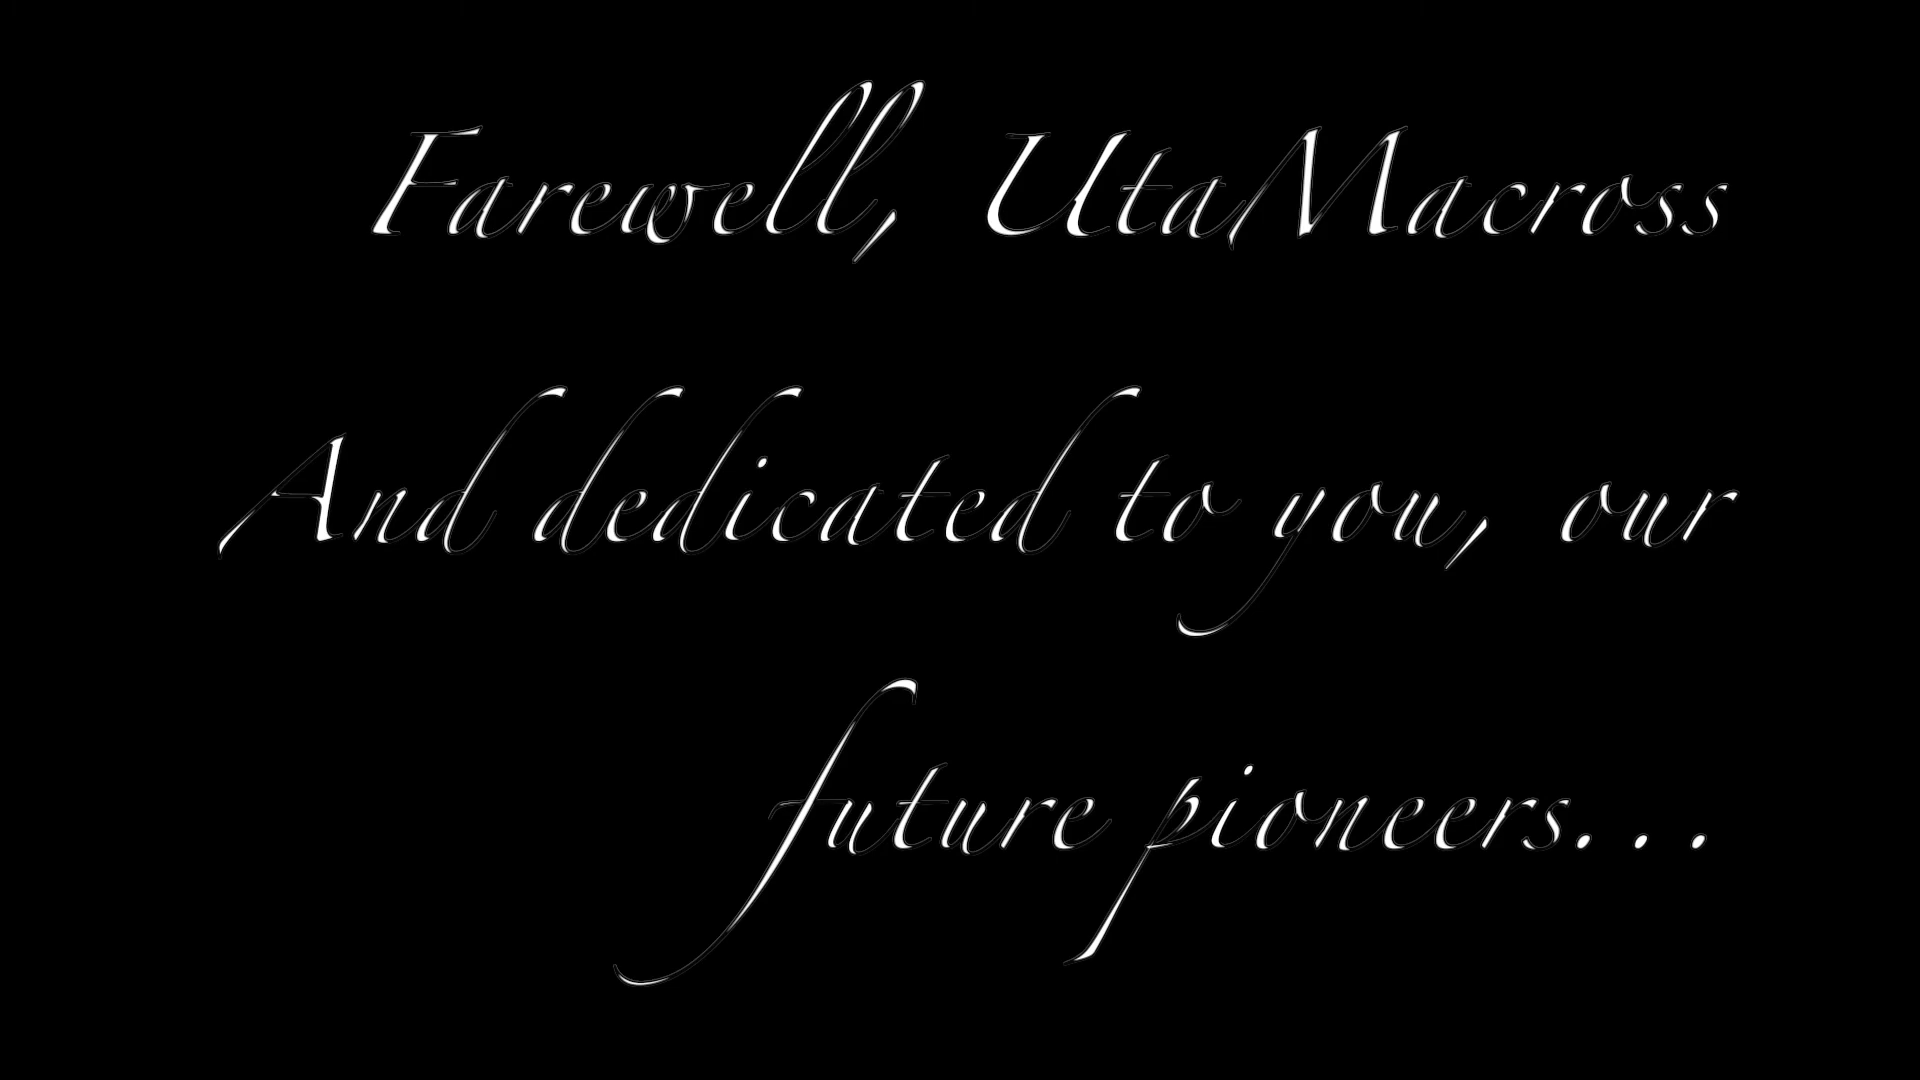 Farewell, UtaMacross
And dedicated to you, our
future pioneers...